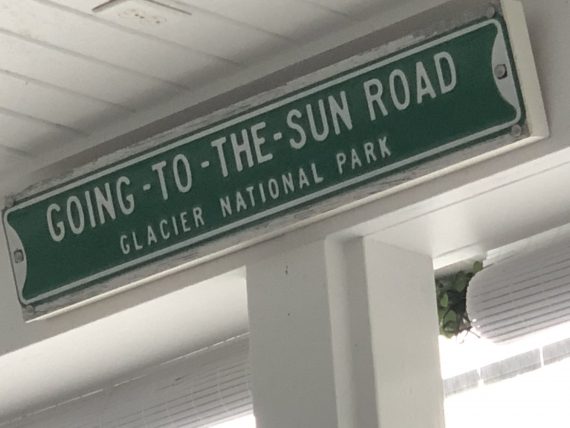 GOING-TO-THE-SUN ROAD
GLACIER NATIONAL PARK